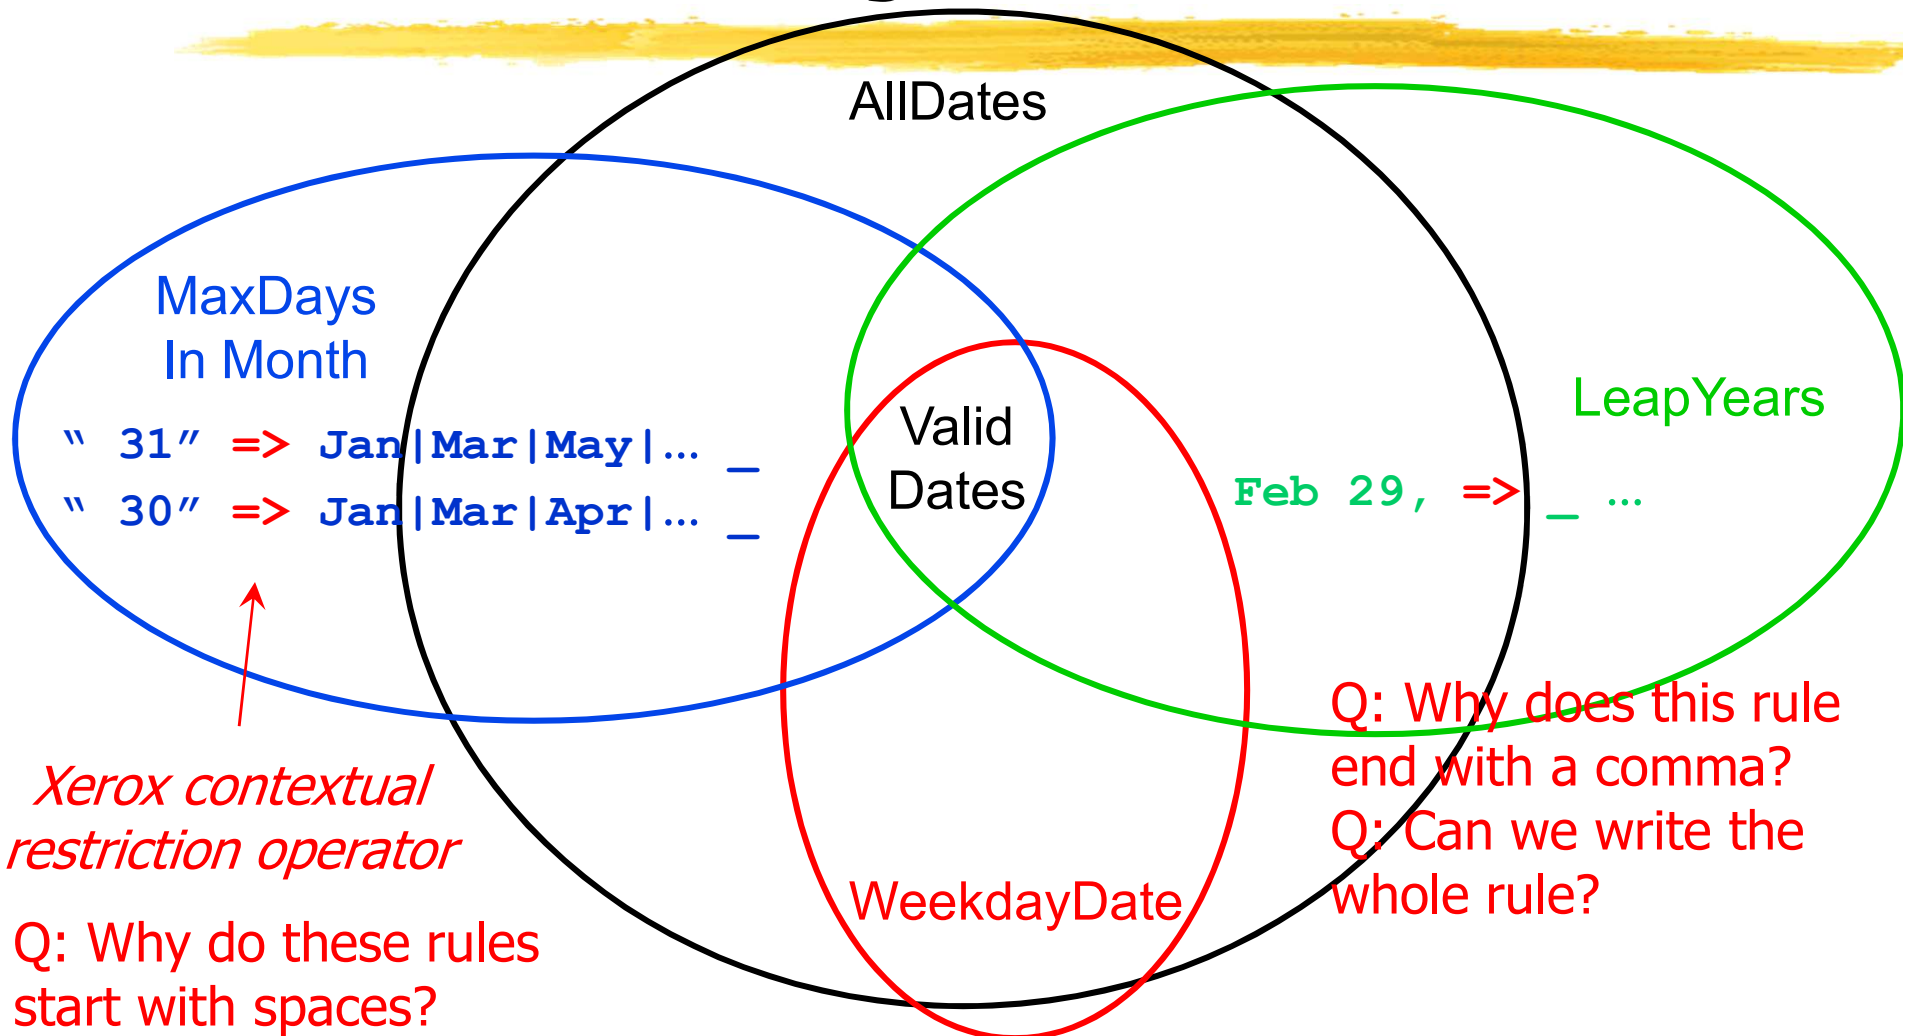 AllDates
MaxDays
In Month
“ 31” => Jan|Mar|May|… _
“ 30” => Jan|Mar|Apr|… _
Valid
Dates
LeapYears
Feb 29, => _ …
Xerox contextual
restriction operator
Q: Why do these rules
start with spaces?
WeekdayDate
Q: Why does this rule
end with a comma?
Q: Can we write the
whole rule?